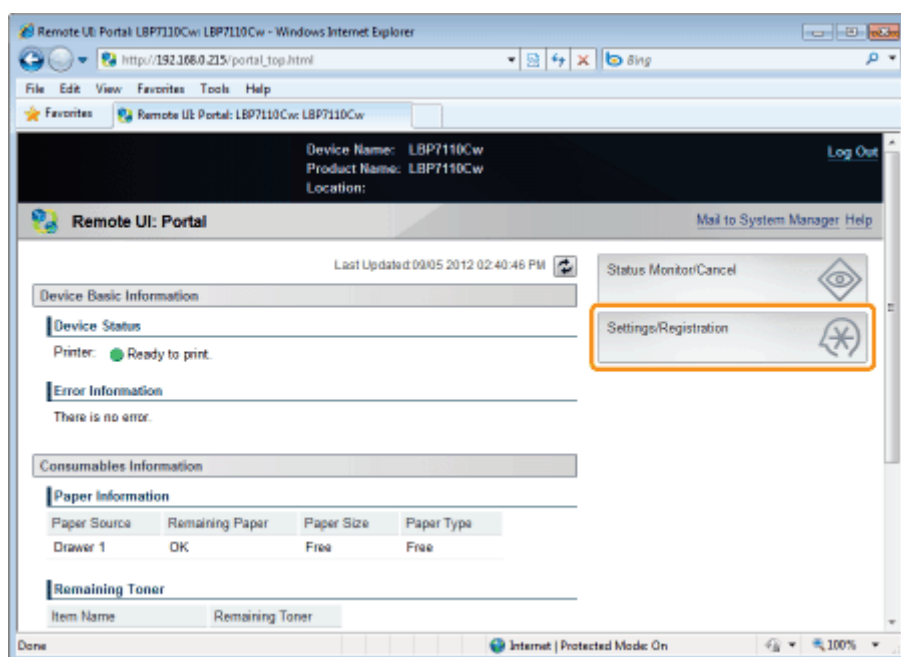 Remote UI: Portal: LBP7110Cw: LBP7110Cw - Windows Internet Explorer
http://192.168.0.215/portal_top.html
Bing
File Edit View Favorites Tools Help
Favorites
Remote UI: Portal: LBP7110Cw: LBP7110Cw
Device Name: LBP7110Cw
Product Name: LBP7110Cw
Location:
Log Out
Remote UI: Portal
Mail to System Manager Help
Last Updated:09/05 2012 02:40:46 PM
Status Monitor/Cancel
Settings/Registration
Device Basic Information
Device Status
Printer: Ready to print.
Error Information
There is no error.
Consumables Information
Paper Information
Paper Source Remaining Paper Paper Size Paper Type
Drawer 1 OK Free Free
Remaining Toner
Item Name Remaining Toner
Done
Internet | Protected Mode: On
100%